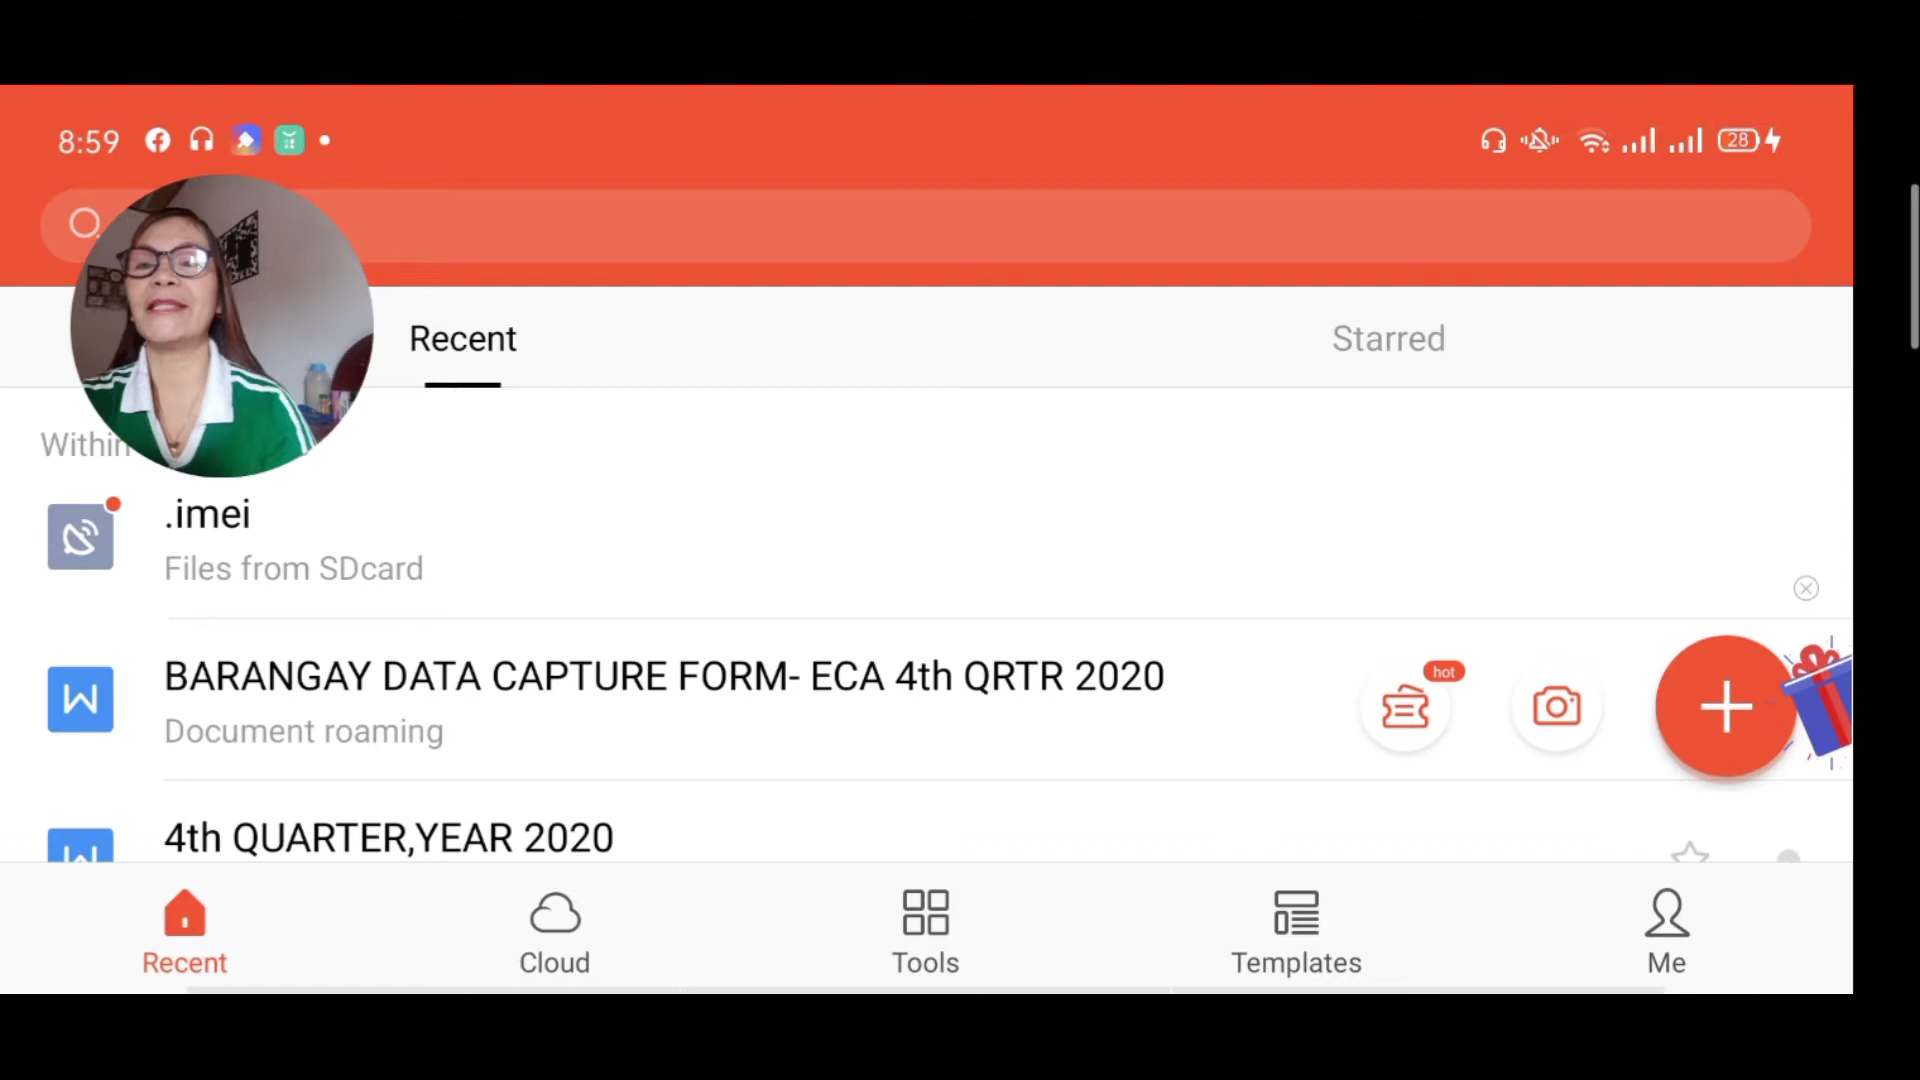 8:59
28
Recent
Starred
Within
.imei
Files from SDcard
BARANGAY DATA CAPTURE FORM- ECA 4th QRTR 2020
hot
Document roaming
4th QUARTER,YEAR 2020
Recent
Cloud
Tools
Templates
Me